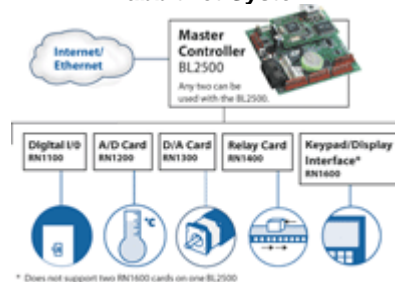 Master
Controller
BL2500
Any two can be
used with the BL2500.
Internet/
Ethernet
Digital I/0
RN1100
A/D Card
RN1200
D/A Card
RN1300
Relay Card
RN1400
Keypad/Display
Interface*
RN1600
°C
* Does not support two RN1600 cards on one BL2500